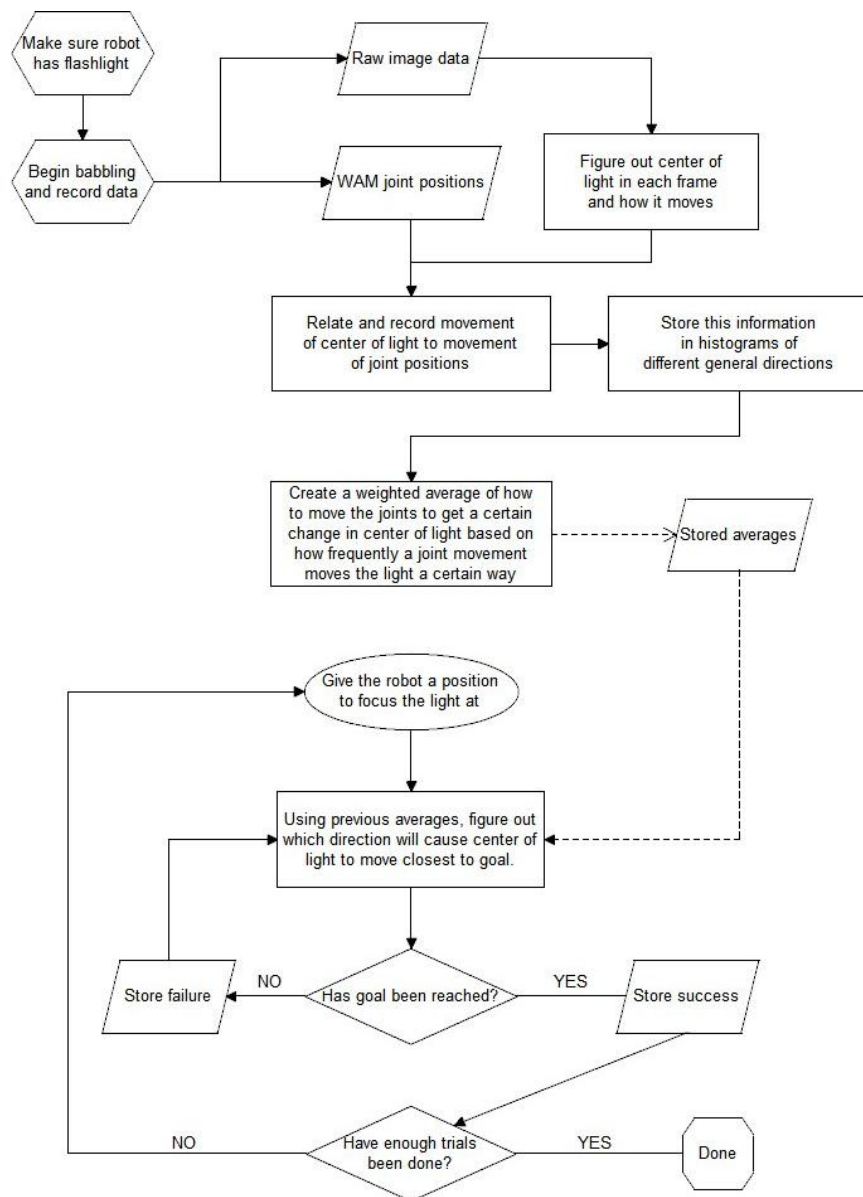 Make sure robot
has flashlight
Raw image data
Begin babbling
and record data
WAM joint positions
Figure out center of
light in each frame
and how it moves
Relate and record movement
of center of light to movement
of joint positions
Store this information
in histograms of
different general directions
Create a weighted average of how
to move the joints to get a certain
change in center of light based on
how frequently a joint movement
moves the light a certain way
Stored averages
Give the robot a position
to focus the light at
Using previous averages, figure out
which direction will cause center of
light to move closest to goal.
Store failure
NO
Has goal been reached?
YES
Store success
NO
Have enough trials
been done?
YES
Done